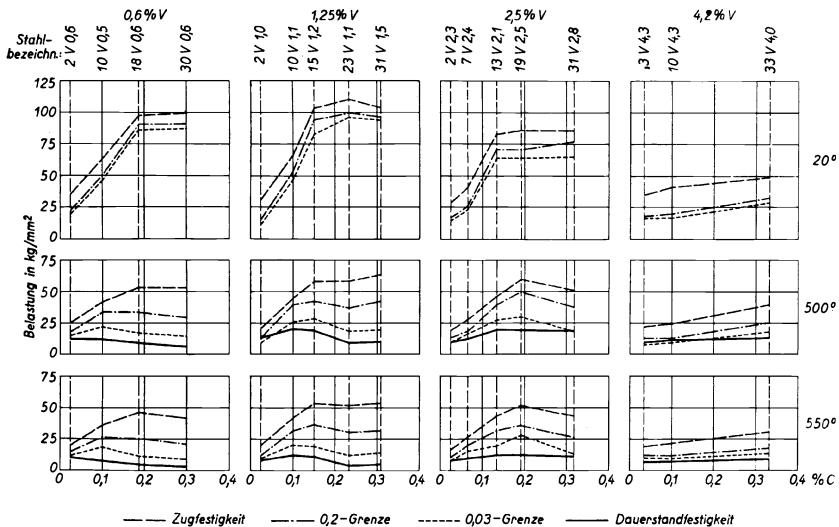 0,6%V 1,25%V 2,5%V 4,2%V
Stahl-
bezeichn.:
2 V 0,6 10 V 0,5 18 V 0,6 30 V 0,6 2 V 1,0 10 V 1,1 15 V 1,2 23 V 1,1 31 V 1,5 2 V 2,3 7 V 2,4 13 V 2,1 19 V 2,5 31 V 2,8 3 V 4,3 10 V 4,3 33 V 4,0
Belastung in kg/mm²
125
100
75
50
25
0
20°
75
50
25
0
500°
75
50
25
0
550°
0 0,1 0,2 0,3 0,4 0 0,1 0,2 0,3 0,4 0 0,1 0,2 0,3 0,4 0 0,1 0,2 0,3 0,4 %C
Zugfestigkeit 0,2-Grenze 0,03-Grenze Dauerstandfestigkeit